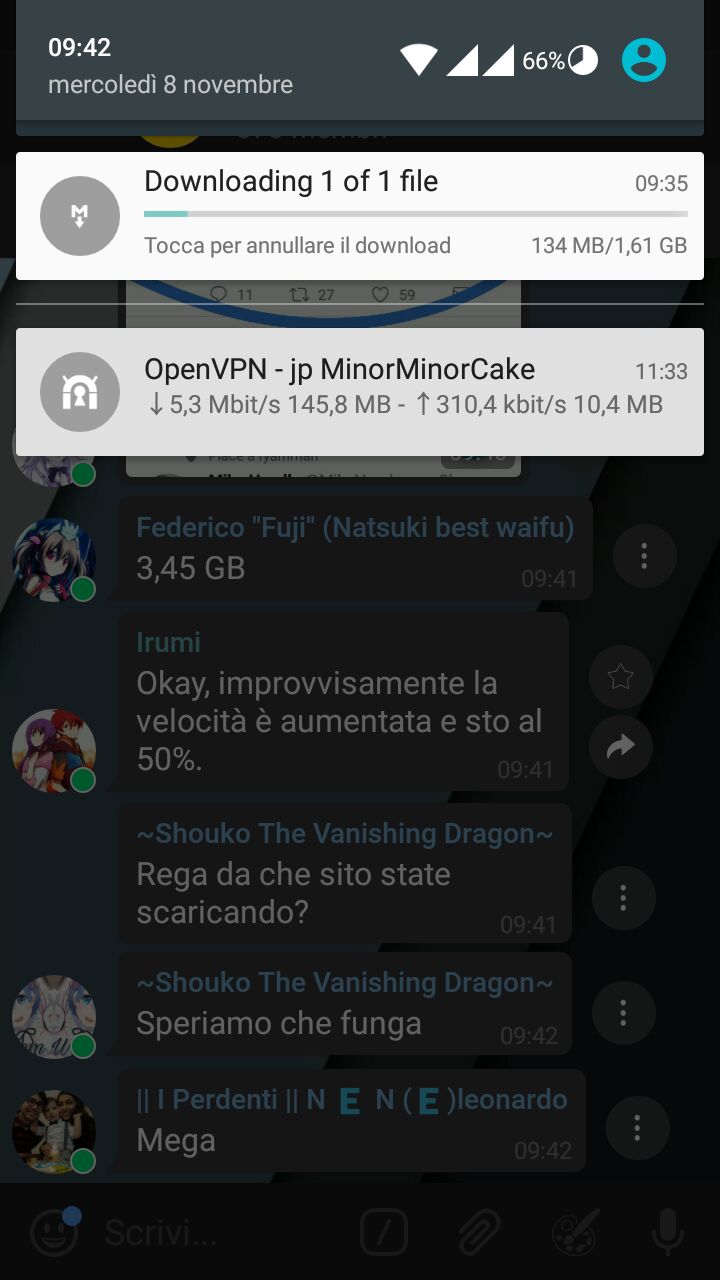 09:42
66%
mercoledì 8 novembre
Downloading 1 of 1 file
09:35
Tocca per annullare il download
134 MB/1,61 GB
11
27
59
OpenVPN - jp MinorMinorCake
11:33
↓5,3 Mbit/s 145,8 MB - ↑310,4 kbit/s 10,4 MB
Federico "Fuji" (Natsuki best waifu)
3,45 GB
09:41
Irumi
Okay, improvvisamente la
velocità è aumentata e sto al
50%.
09:41
~Shouko The Vanishing Dragon~
Rega da che sito state
scaricando?
09:41
~Shouko The Vanishing Dragon~
Speriamo che funga
09:42
|| I Perdenti || N E N ( E )leonardo
Mega
09:42
Scrivi...